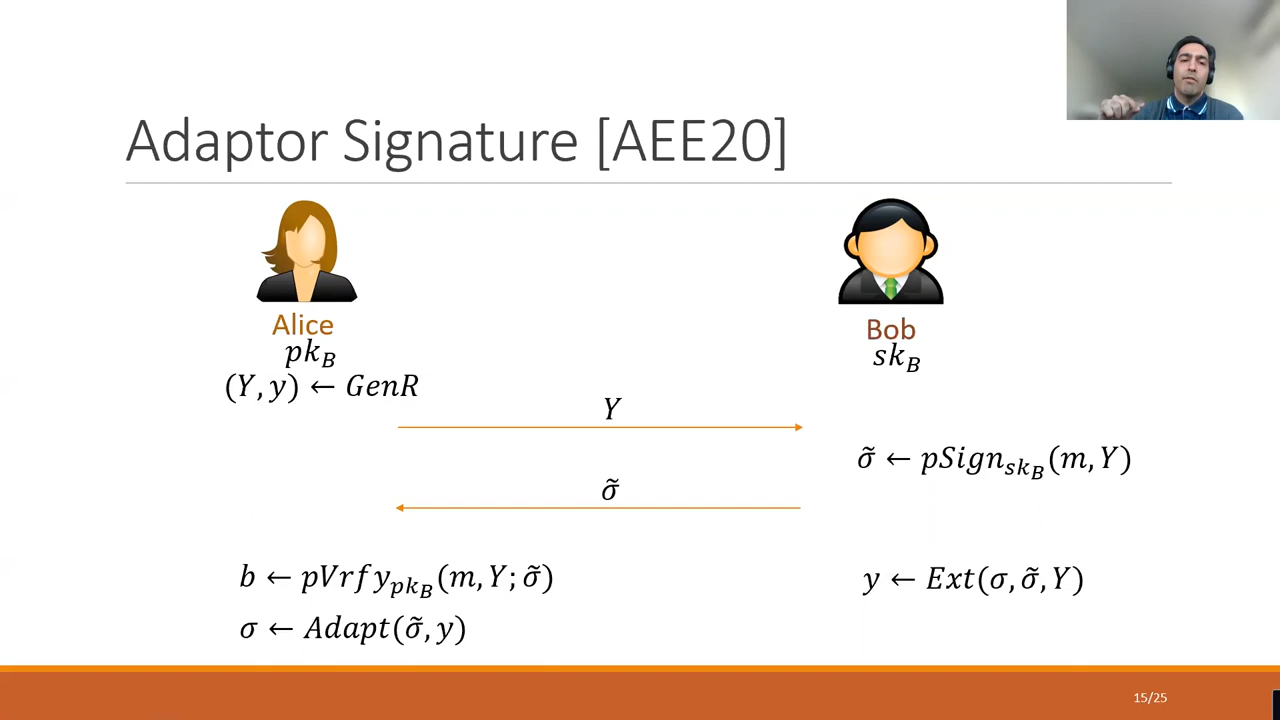 Adaptor Signature [AEE20]
Alice
pk_B
(Y, y) ← GenR
Bob
sk_B
Y
σ̃ ← pSign_{sk_B}(m, Y)
σ̃
b ← pVrfy_{pk_B}(m, Y; σ̃)
y ← Ext(σ, σ̃, Y)
σ ← Adapt(σ̃, y)
15/25